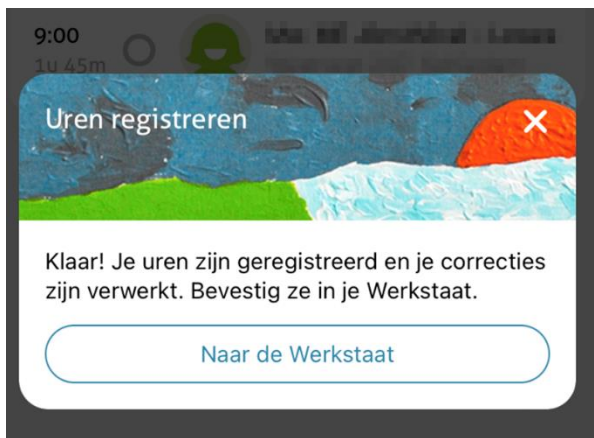 9:00
1u 45m
Uren registreren
Klaar! Je uren zijn geregistreerd en je correcties
zijn verwerkt. Bevestig ze in je Werkstaat.
Naar de Werkstaat